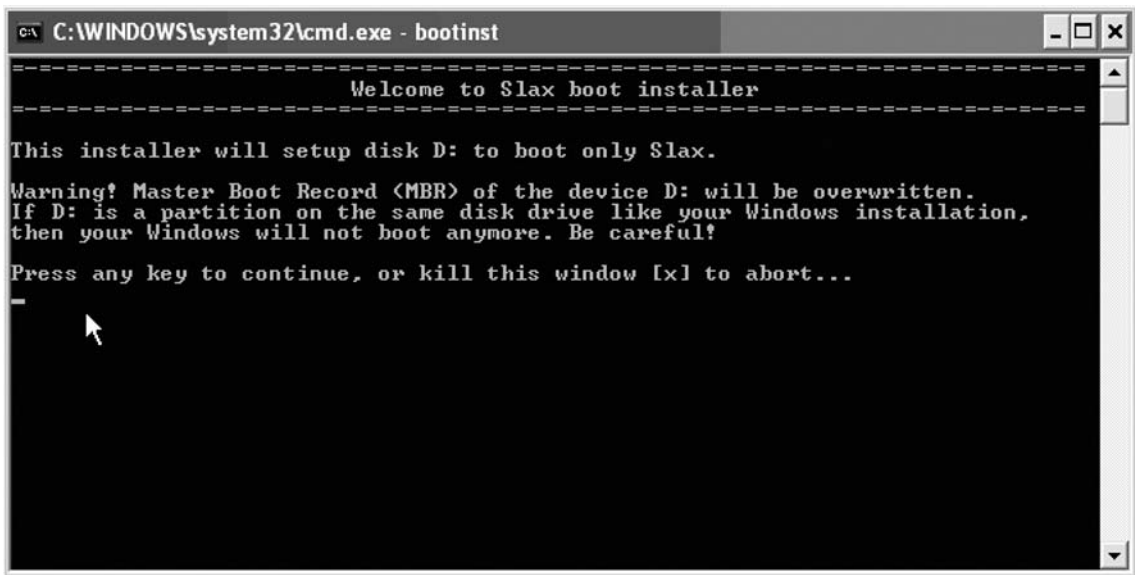 C:\WINDOWS\system32\cmd.exe - bootinst
=-=-=-=-=-=-=-=-=-=-=-=-=-=-=-=-=-=-=-=-=-=-=-=-=-=-=-=-=-=-=-=-=-=-=-=-=-=-=-=
Welcome to Slax boot installer
=-=-=-=-=-=-=-=-=-=-=-=-=-=-=-=-=-=-=-=-=-=-=-=-=-=-=-=-=-=-=-=-=-=-=-=-=-=-=-=
This installer will setup disk D: to boot only Slax.
Warning! Master Boot Record (MBR) of the device D: will be overwritten.
If D: is a partition on the same disk drive like your Windows installation,
then your Windows will not boot anymore. Be careful!
Press any key to continue, or kill this window [x] to abort...